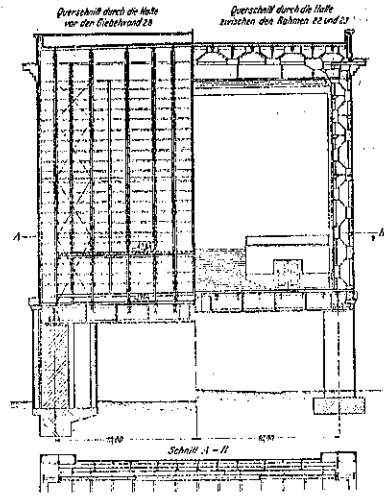 Querschnitt durch die Halle
vor der Giebelwand 28
Querschnitt durch die Halle
zwischen den Rahmen 22 und 23
A
Schnitt A-B